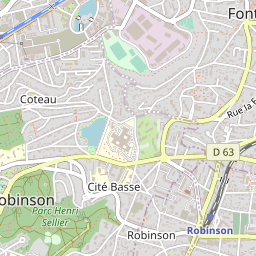 Font
Coteau
Rue la F
D 63
Cité Basse
obinson
Parc Henri
Sellier
Robinson
Robinson